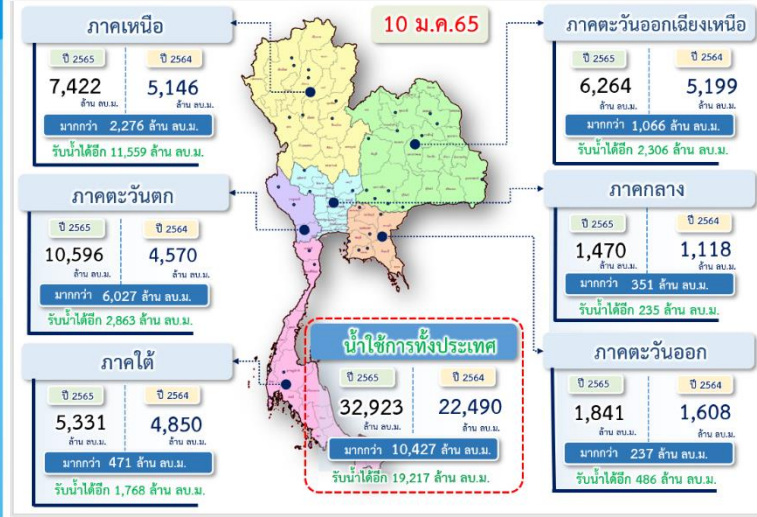 10 ม.ค.65
ภาคเหนือ
ปี 2565 ปี 2564
7,422 5,146
ล้าน ลบ.ม. ล้าน ลบ.ม.
มากกว่า 2,276 ล้าน ลบ.ม.
รับน้ำได้อีก 11,559 ล้าน ลบ.ม.
ภาคตะวันออกเฉียงเหนือ
ปี 2565 ปี 2564
6,264 5,199
ล้าน ลบ.ม. ล้าน ลบ.ม.
มากกว่า 1,066 ล้าน ลบ.ม.
รับน้ำได้อีก 2,306 ล้าน ลบ.ม.
ภาคตะวันตก
ปี 2565 ปี 2564
10,596 4,570
ล้าน ลบ.ม. ล้าน ลบ.ม.
มากกว่า 6,027 ล้าน ลบ.ม.
รับน้ำได้อีก 2,863 ล้าน ลบ.ม.
ภาคกลาง
ปี 2565 ปี 2564
1,470 1,118
ล้าน ลบ.ม. ล้าน ลบ.ม.
มากกว่า 351 ล้าน ลบ.ม.
รับน้ำได้อีก 235 ล้าน ลบ.ม.
ภาคใต้
ปี 2565 ปี 2564
5,331 4,850
ล้าน ลบ.ม. ล้าน ลบ.ม.
มากกว่า 471 ล้าน ลบ.ม.
รับน้ำได้อีก 1,768 ล้าน ลบ.ม.
น้ำใช้การทั้งประเทศ
ปี 2565 ปี 2564
32,923 22,490
ล้าน ลบ.ม. ล้าน ลบ.ม.
มากกว่า 10,427 ล้าน ลบ.ม.
รับน้ำได้อีก 19,217 ล้าน ลบ.ม.
ภาคตะวันออก
ปี 2565 ปี 2564
1,841 1,608
ล้าน ลบ.ม. ล้าน ลบ.ม.
มากกว่า 237 ล้าน ลบ.ม.
รับน้ำได้อีก 486 ล้าน ลบ.ม.